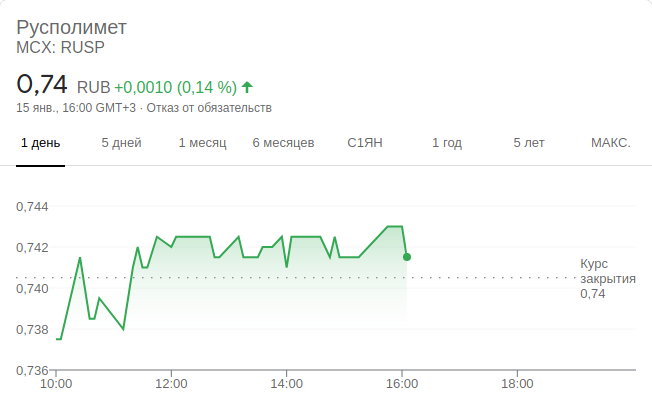 Русполимет
MCX: RUSP
0,74 RUB +0,0010 (0,14 %)
15 янв., 16:00 GMT+3 · Отказ от обязательств
1 день 5 дней 1 месяц 6 месяцев С1ЯН 1 год 5 лет МАКС.
0,744
0,742
Курс
закрытия
0,74
0,740
0,738
0,736
10:00 12:00 14:00 16:00 18:00